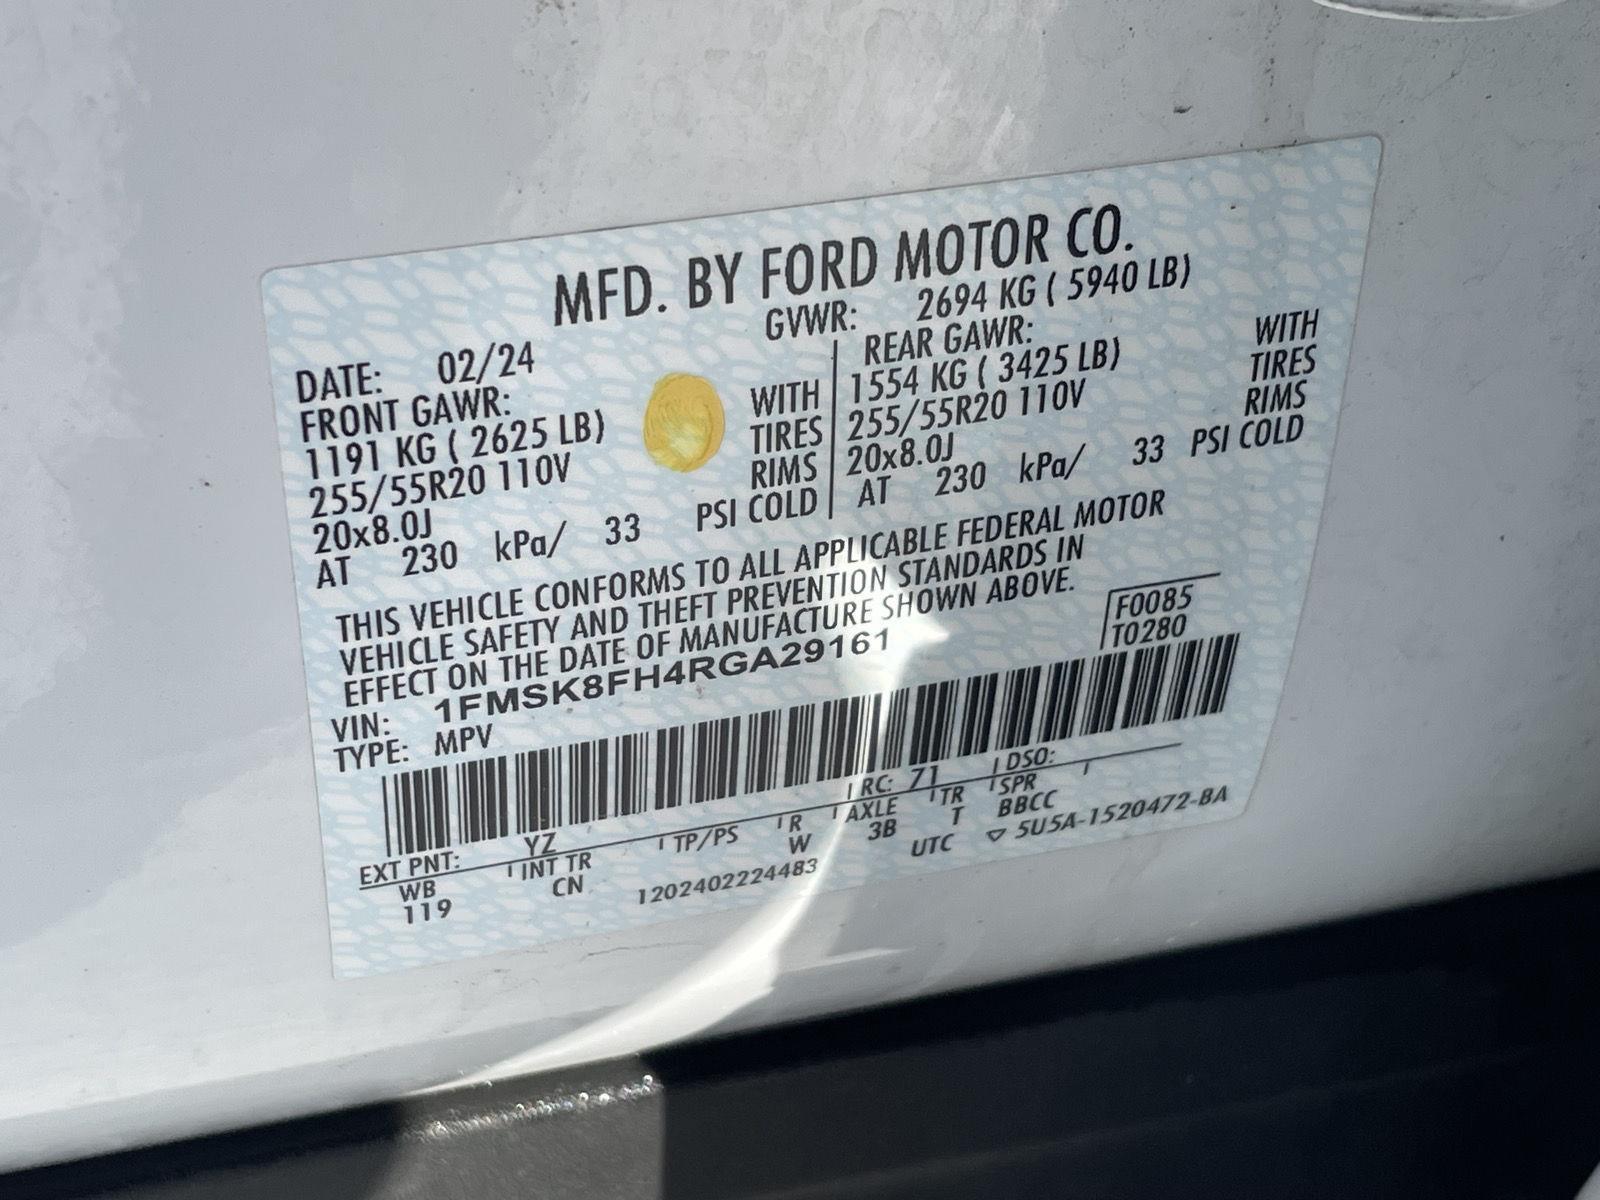 MFD. BY FORD MOTOR CO.
DATE: 02/24 GVWR: 2694 KG ( 5940 LB)
FRONT GAWR: REAR GAWR:
1191 KG ( 2625 LB) WITH 1554 KG ( 3425 LB) WITH
255/55R20 110V TIRES 255/55R20 110V TIRES
20x8.0J RIMS 20x8.0J RIMS
AT 230 kPa/ 33 PSI COLD AT 230 kPa/ 33 PSI COLD
THIS VEHICLE CONFORMS TO ALL APPLICABLE FEDERAL MOTOR
VEHICLE SAFETY AND THEFT PREVENTION STANDARDS IN
EFFECT ON THE DATE OF MANUFACTURE SHOWN ABOVE.
VIN: 1FMSK8FH4RGA29161 F0085
TYPE: MPV T0280
EXT PNT: YZ RC: 71 DSO:
WB INT TR TP/PS R AXLE TR SPR
119 CN W 3B T BBCC
1202402224483 UTC ▽ 5U5A-1520472-BA